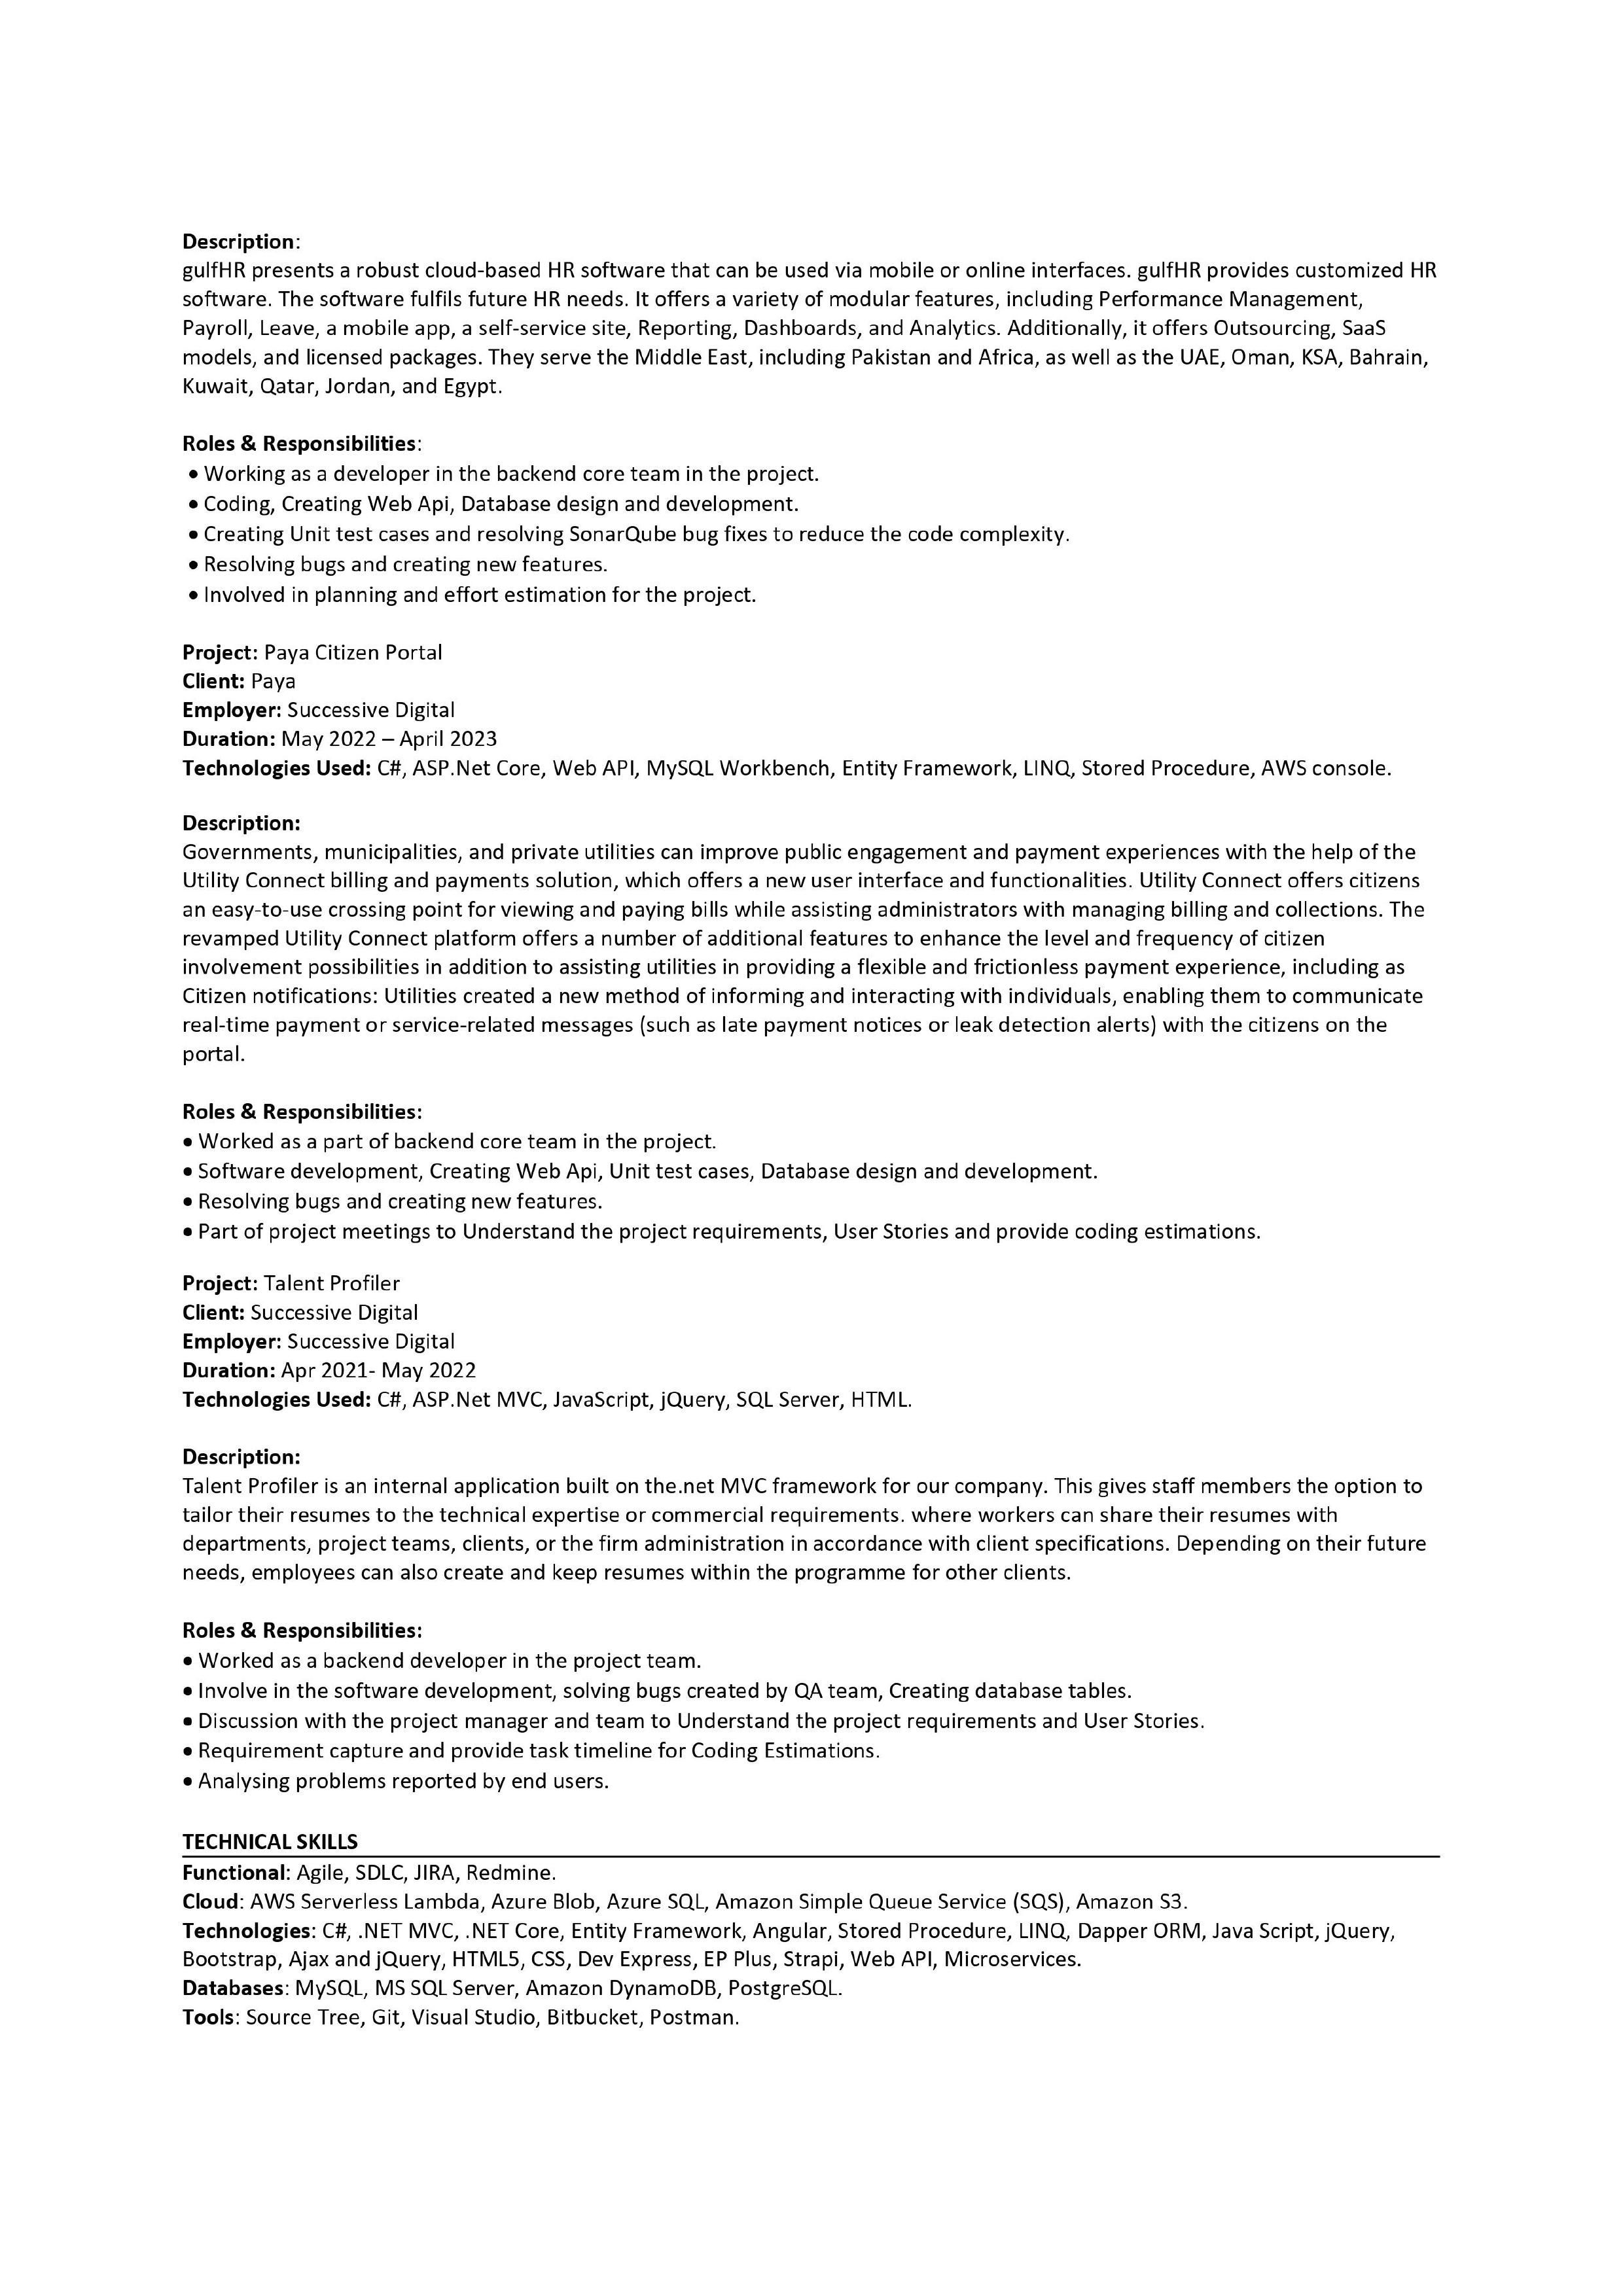 Description:
gulfHR presents a robust cloud-based HR software that can be used via mobile or online interfaces. gulfHR provides customized HR
software. The software fulfils future HR needs. It offers a variety of modular features, including Performance Management,
Payroll, Leave, a mobile app, a self-service site, Reporting, Dashboards, and Analytics. Additionally, it offers Outsourcing, SaaS
models, and licensed packages. They serve the Middle East, including Pakistan and Africa, as well as the UAE, Oman, KSA, Bahrain,
Kuwait, Qatar, Jordan, and Egypt.
Roles & Responsibilities:
• Working as a developer in the backend core team in the project.
• Coding, Creating Web Api, Database design and development.
• Creating Unit test cases and resolving SonarQube bug fixes to reduce the code complexity.
• Resolving bugs and creating new features.
• Involved in planning and effort estimation for the project.
Project: Paya Citizen Portal
Client: Paya
Employer: Successive Digital
Duration: May 2022 – April 2023
Technologies Used: C#, ASP.Net Core, Web API, MySQL Workbench, Entity Framework, LINQ, Stored Procedure, AWS console.
Description:
Governments, municipalities, and private utilities can improve public engagement and payment experiences with the help of the
Utility Connect billing and payments solution, which offers a new user interface and functionalities. Utility Connect offers citizens
an easy-to-use crossing point for viewing and paying bills while assisting administrators with managing billing and collections. The
revamped Utility Connect platform offers a number of additional features to enhance the level and frequency of citizen
involvement possibilities in addition to assisting utilities in providing a flexible and frictionless payment experience, including as
Citizen notifications: Utilities created a new method of informing and interacting with individuals, enabling them to communicate
real-time payment or service-related messages (such as late payment notices or leak detection alerts) with the citizens on the
portal.
Roles & Responsibilities:
• Worked as a part of backend core team in the project.
• Software development, Creating Web Api, Unit test cases, Database design and development.
• Resolving bugs and creating new features.
• Part of project meetings to Understand the project requirements, User Stories and provide coding estimations.
Project: Talent Profiler
Client: Successive Digital
Employer: Successive Digital
Duration: Apr 2021- May 2022
Technologies Used: C#, ASP.Net MVC, JavaScript, jQuery, SQL Server, HTML.
Description:
Talent Profiler is an internal application built on the.net MVC framework for our company. This gives staff members the option to
tailor their resumes to the technical expertise or commercial requirements. where workers can share their resumes with
departments, project teams, clients, or the firm administration in accordance with client specifications. Depending on their future
needs, employees can also create and keep resumes within the programme for other clients.
Roles & Responsibilities:
• Worked as a backend developer in the project team.
• Involve in the software development, solving bugs created by QA team, Creating database tables.
• Discussion with the project manager and team to Understand the project requirements and User Stories.
• Requirement capture and provide task timeline for Coding Estimations.
• Analysing problems reported by end users.
TECHNICAL SKILLS
Functional: Agile, SDLC, JIRA, Redmine.
Cloud: AWS Serverless Lambda, Azure Blob, Azure SQL, Amazon Simple Queue Service (SQS), Amazon S3.
Technologies: C#, .NET MVC, .NET Core, Entity Framework, Angular, Stored Procedure, LINQ, Dapper ORM, Java Script, jQuery,
Bootstrap, Ajax and jQuery, HTML5, CSS, Dev Express, EP Plus, Strapi, Web API, Microservices.
Databases: MySQL, MS SQL Server, Amazon DynamoDB, PostgreSQL.
Tools: Source Tree, Git, Visual Studio, Bitbucket, Postman.